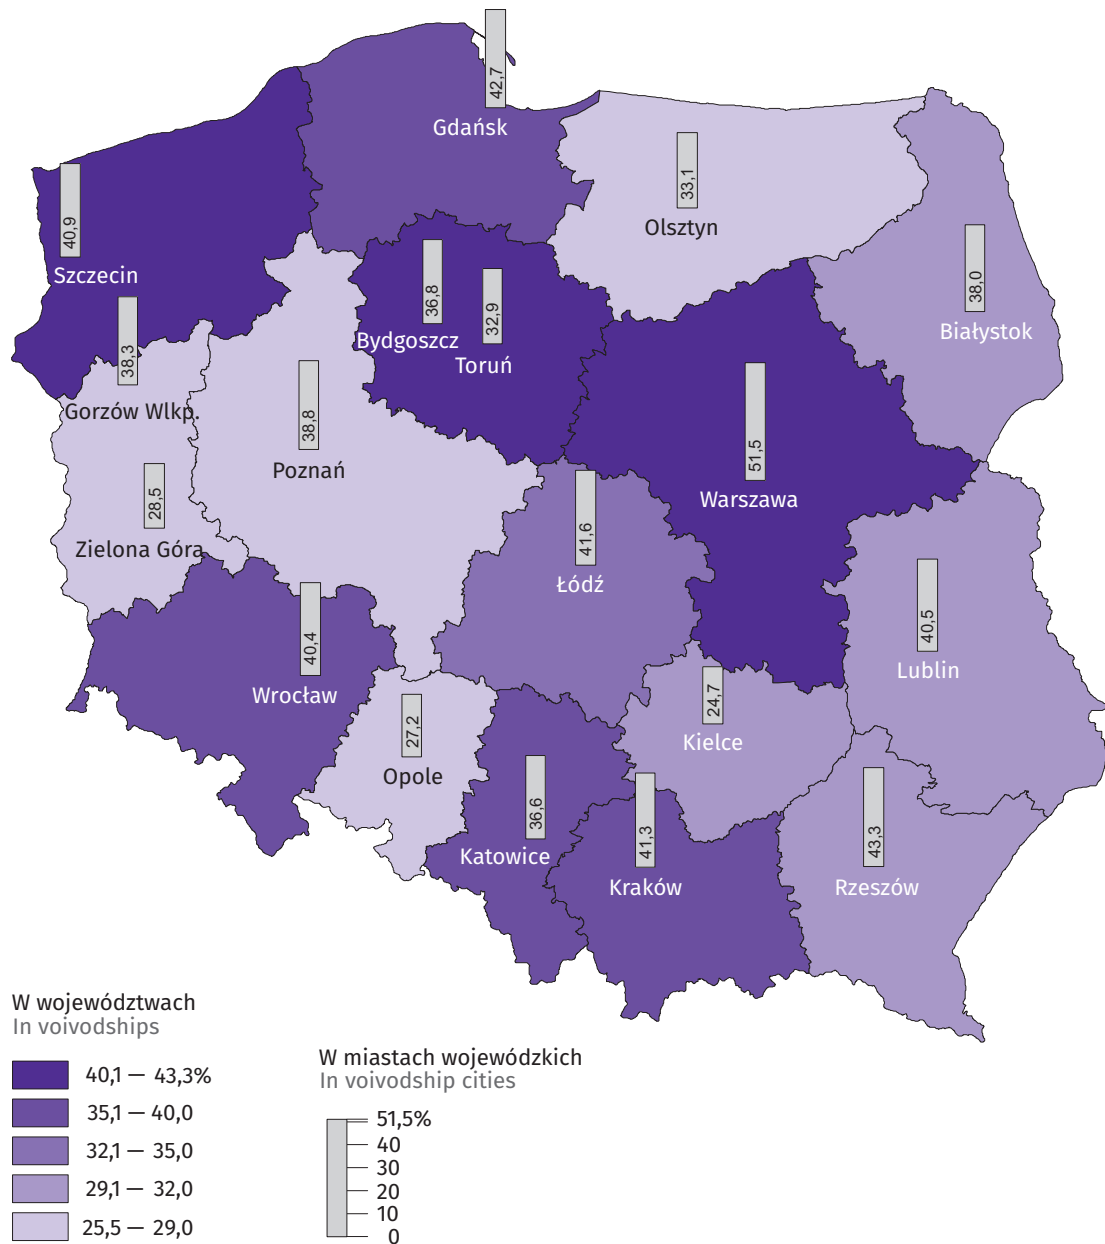 42,7
Gdańsk
33,1
Olsztyn
40,9
Szczecin
38,0
Białystok
36,8
Bydgoszcz
32,9
Toruń
38,3
Gorzów Wlkp.
38,8
Poznań
51,5
Warszawa
28,5
Zielona Góra
41,6
Łódź
40,5
Lublin
40,4
Wrocław
24,7
Kielce
27,2
Opole
36,6
Katowice
41,3
Kraków
43,3
Rzeszów
W województwach
In voivodships
40,1 — 43,3%
35,1 — 40,0
32,1 — 35,0
29,1 — 32,0
25,5 — 29,0
W miastach wojewódzkich
In voivodship cities
51,5%
40
30
20
10
0